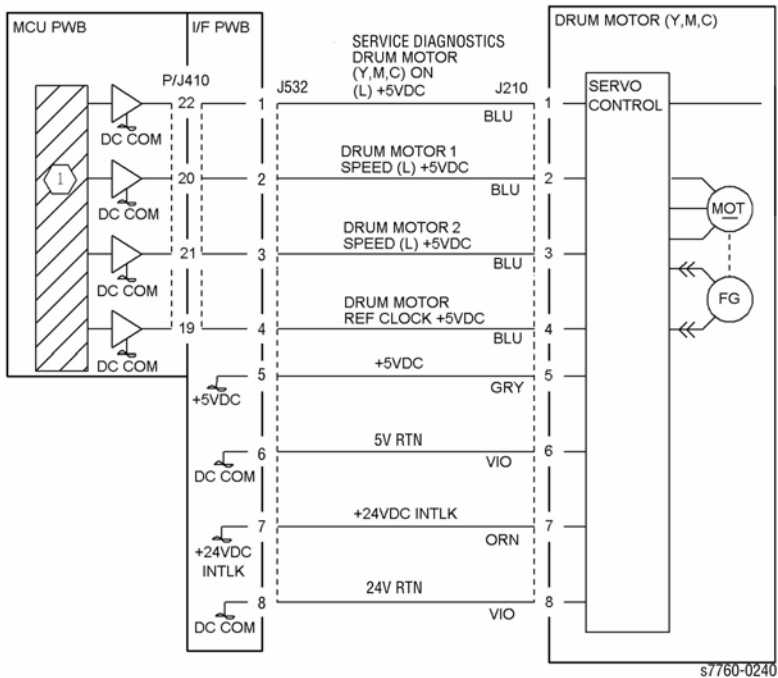 MCU PWB
I/F PWB
DRUM MOTOR (Y,M,C)
SERVICE DIAGNOSTICS
DRUM MOTOR
(Y,M,C) ON
(L) +5VDC
P/J410
J532
J210
SERVO
CONTROL
22
1
1
BLU
DC COM
DRUM MOTOR 1
SPEED (L) +5VDC
1
20
2
2
BLU
DC COM
MOT
DRUM MOTOR 2
SPEED (L) +5VDC
21
3
3
BLU
DC COM
FG
DRUM MOTOR
REF CLOCK +5VDC
19
4
4
BLU
DC COM
+5VDC
5
5
GRY
+5VDC
5V RTN
6
6
VIO
DC COM
+24VDC INTLK
7
7
ORN
+24VDC
INTLK
24V RTN
8
8
VIO
DC COM
s7760-0240